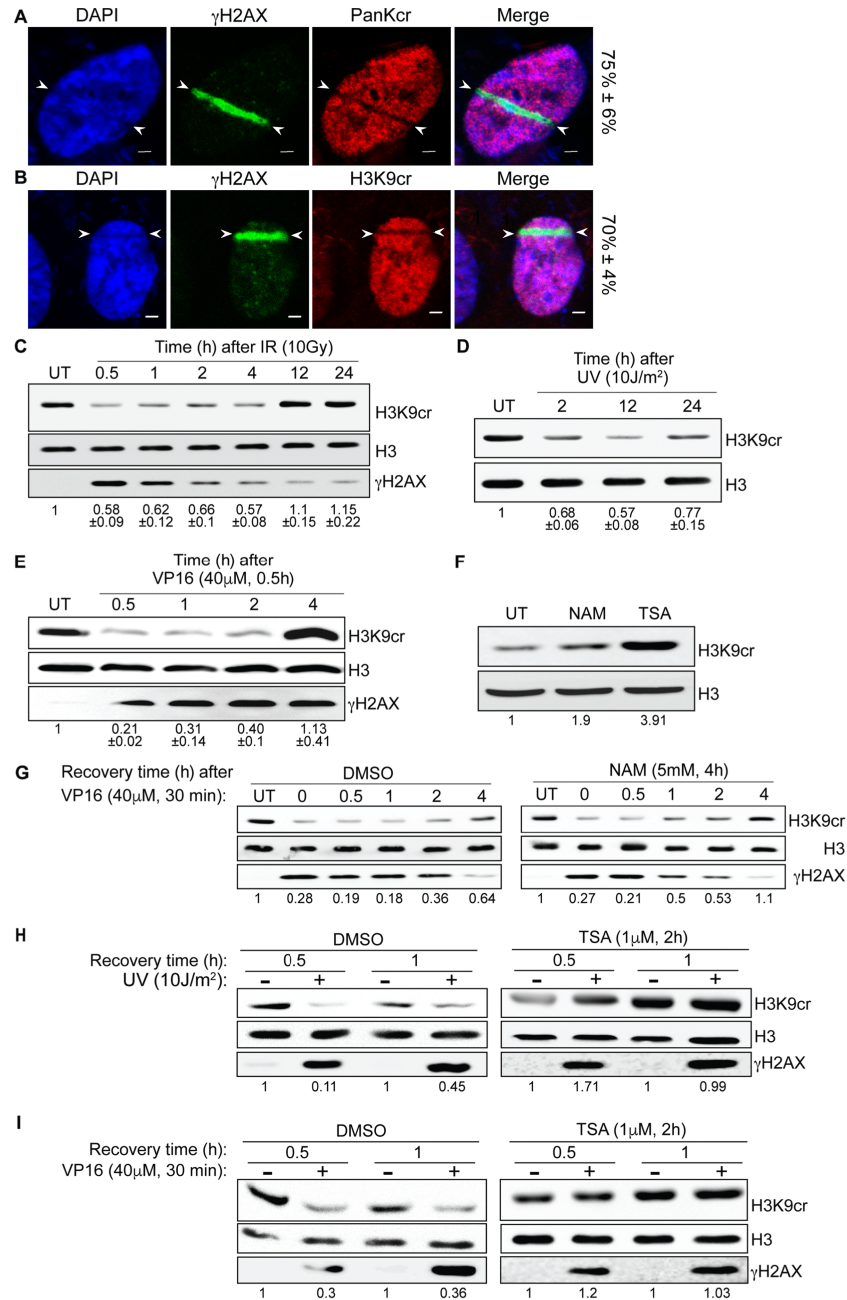 A
DAPI γH2AX PanKcr Merge
75% ± 6%
B
DAPI γH2AX H3K9cr Merge
70% ± 4%
C
Time (h) after IR (10Gy)
UT 0.5 1 2 4 12 24
H3K9cr
H3
γH2AX
1 0.58 0.62 0.66 0.57 1.1 1.15
±0.09 ±0.12 ±0.1 ±0.08 ±0.15 ±0.22
D
Time (h) after
UV (10J/m²)
UT 2 12 24
H3K9cr
H3
1 0.68 0.57 0.77
±0.06 ±0.08 ±0.15
E
Time (h) after
VP16 (40μM, 0.5h)
UT 0.5 1 2 4
H3K9cr
H3
γH2AX
1 0.21 0.31 0.40 1.13
±0.02 ±0.14 ±0.1 ±0.41
F
UT NAM TSA
H3K9cr
H3
1 1.9 3.91
G
Recovery time (h) after DMSO NAM (5mM, 4h)
VP16 (40μM, 30 min): UT 0 0.5 1 2 4 UT 0 0.5 1 2 4
H3K9cr
H3
γH2AX
1 0.28 0.19 0.18 0.36 0.64 1 0.27 0.21 0.5 0.53 1.1
H
DMSO TSA (1μM, 2h)
Recovery time (h): 0.5 1 0.5 1
UV (10J/m²): - + - + - + - +
H3K9cr
H3
γH2AX
1 0.11 1 0.45 1 1.71 1 0.99
I
DMSO TSA (1μM, 2h)
Recovery time (h): 0.5 1 0.5 1
VP16 (40μM, 30 min): - + - + - + - +
H3K9cr
H3
γH2AX
1 0.3 1 0.36 1 1.2 1 1.03